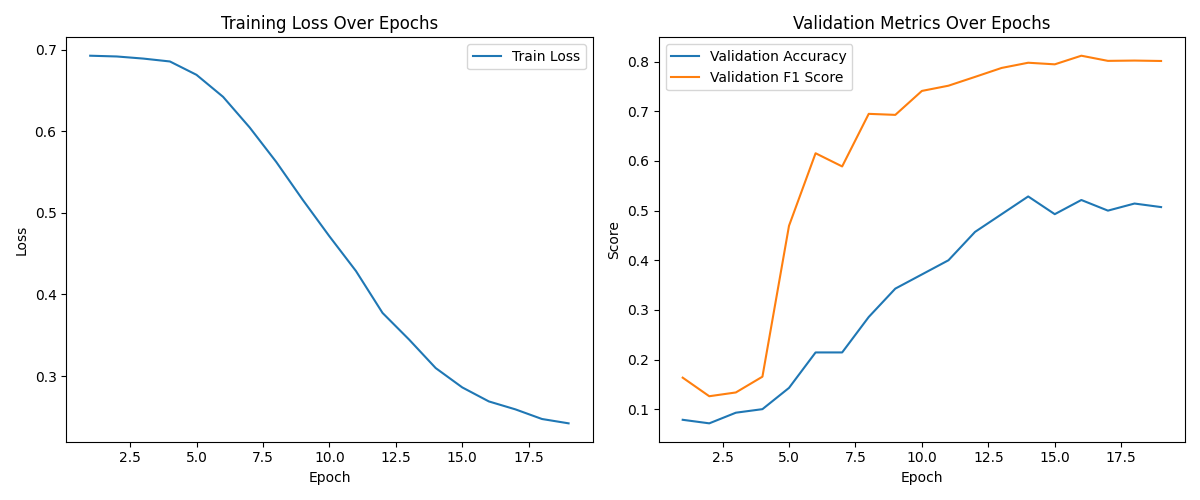 Training Loss Over Epochs
Train Loss
0.7
0.6
0.5
0.4
0.3
Loss
2.5 5.0 7.5 10.0 12.5 15.0 17.5
Epoch
Validation Metrics Over Epochs
Validation Accuracy
Validation F1 Score
0.8
0.7
0.6
0.5
0.4
0.3
0.2
0.1
Score
2.5 5.0 7.5 10.0 12.5 15.0 17.5
Epoch